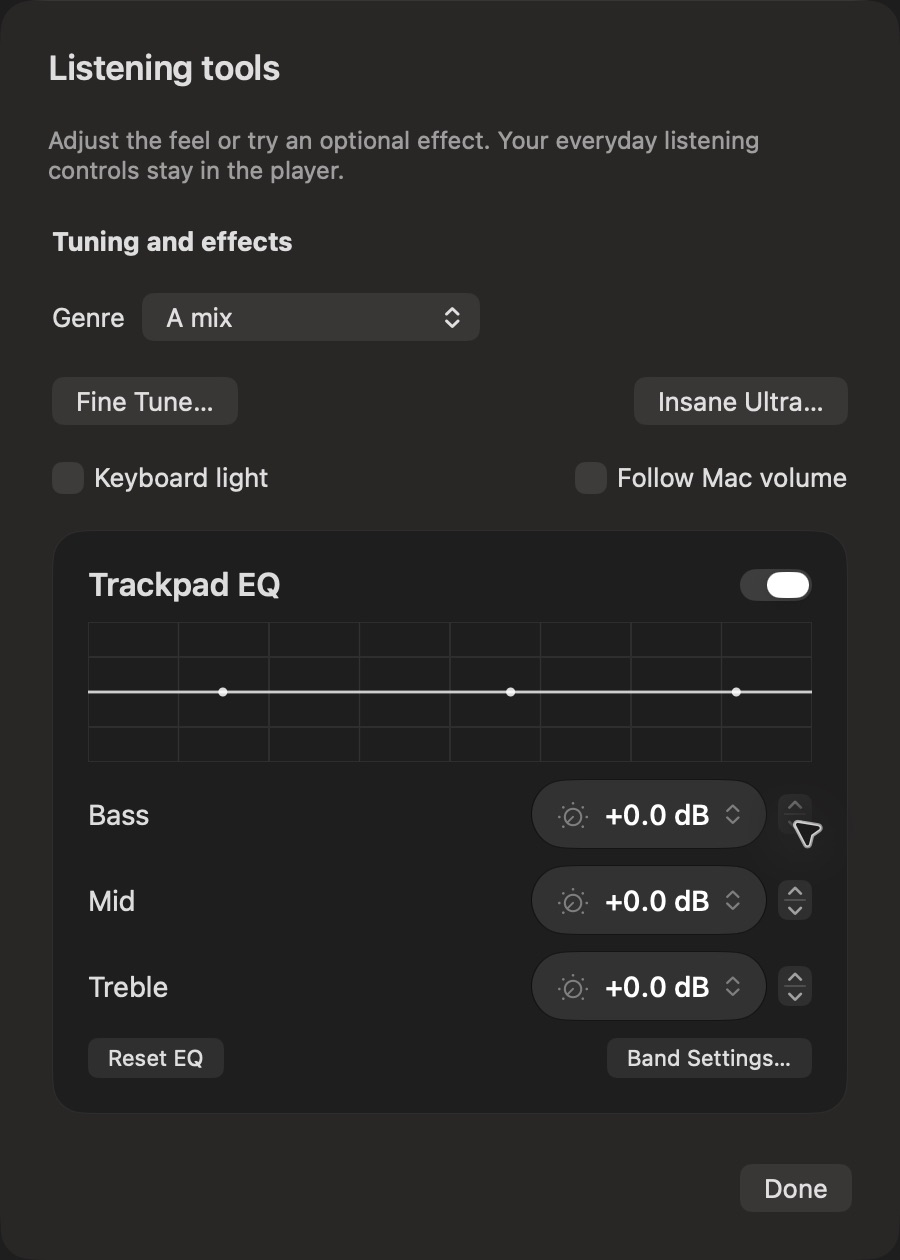 Listening tools
Adjust the feel or try an optional effect. Your everyday listening
controls stay in the player.
Tuning and effects
Genre A mix
Fine Tune... Insane Ultra...
Keyboard light Follow Mac volume
Trackpad EQ
Bass +0.0 dB
Mid +0.0 dB
Treble +0.0 dB
Reset EQ Band Settings...
Done